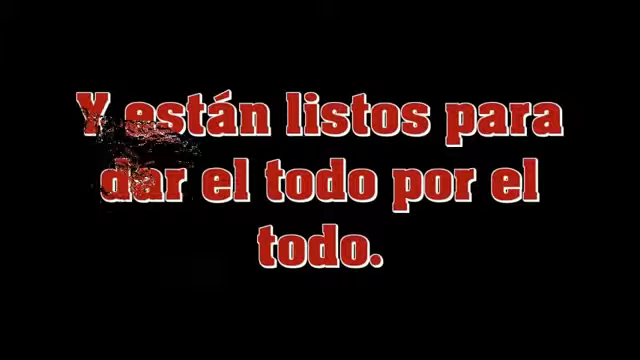 Y están listos para
dar el todo por el
todo.